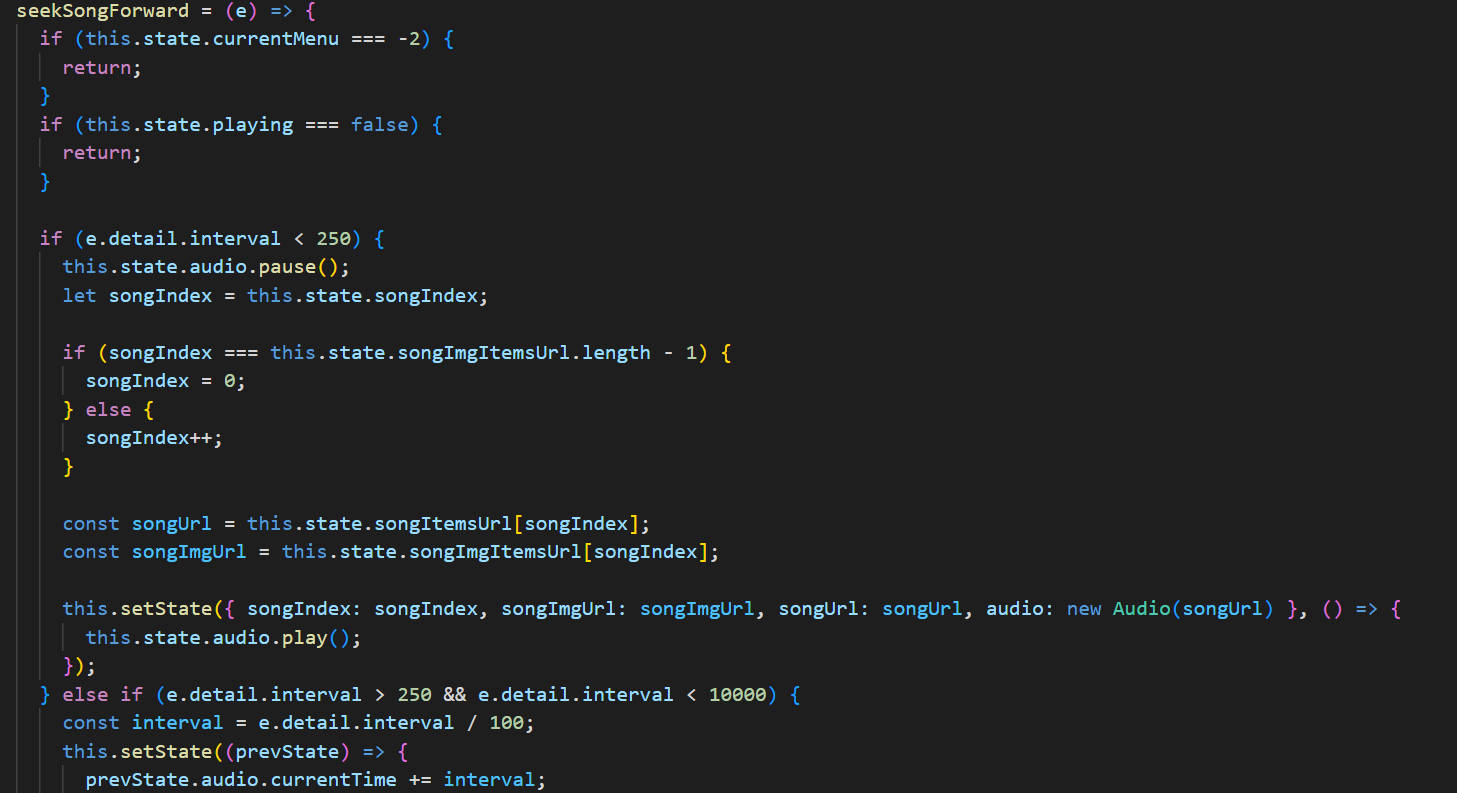 seekSongForward = (e) => {
if (this.state.currentMenu === -2) {
return;
}
if (this.state.playing === false) {
return;
}
if (e.detail.interval < 250) {
this.state.audio.pause();
let songIndex = this.state.songIndex;
if (songIndex === this.state.songImgItemsUrl.length - 1) {
songIndex = 0;
} else {
songIndex++;
}
const songUrl = this.state.songItemsUrl[songIndex];
const songImgUrl = this.state.songImgItemsUrl[songIndex];
this.setState({ songIndex: songIndex, songImgUrl: songImgUrl, songUrl: songUrl, audio: new Audio(songUrl) }, () => {
this.state.audio.play();
});
} else if (e.detail.interval > 250 && e.detail.interval < 10000) {
const interval = e.detail.interval / 100;
this.setState((prevState) => {
prevState.audio.currentTime += interval;